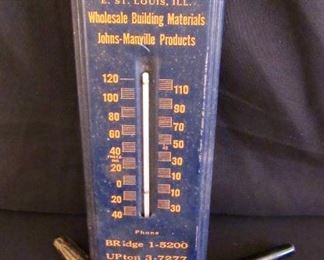 E. ST. LOUIS, ILL.
Wholesale Building Materials
Johns-Manville Products
120
110
100
90
80
70
60
50
40
30
20
10
0
10
20
30
40
Phone
BRidge 1-5200
UPton 3-7277